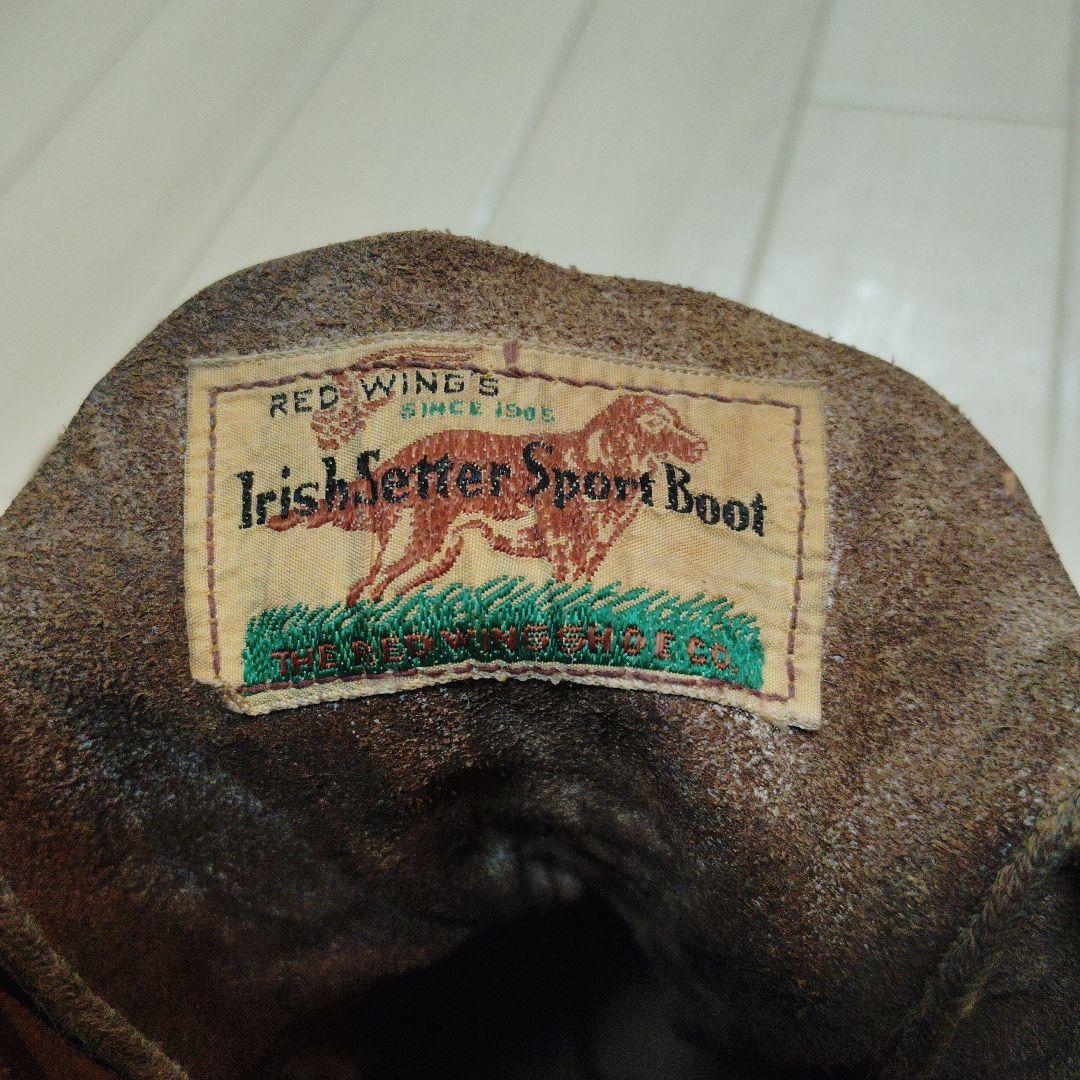 RED WING'S
SINCE 1905
Irish Setter Sport Boot
THE RED WING SHOE CO.